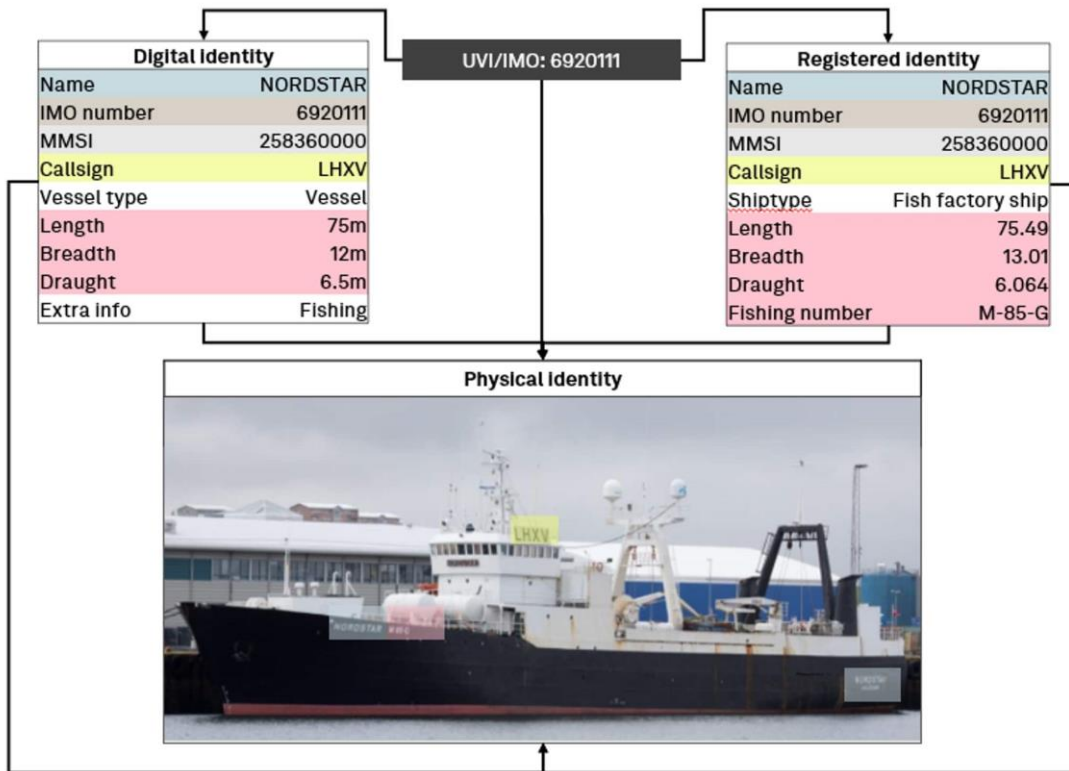 UVI/IMO: 6920111
Digital identity
Name NORDSTAR
IMO number 6920111
MMSI 258360000
Callsign LHXV
Vessel type Vessel
Length 75m
Breadth 12m
Draught 6.5m
Extra info Fishing
Registered identity
Name NORDSTAR
IMO number 6920111
MMSI 258360000
Callsign LHXV
Shiptype Fish factory ship
Length 75.49
Breadth 13.01
Draught 6.064
Fishing number M-85-G
Physical identity
LHXV
NORDSTAR
NORDSTAR